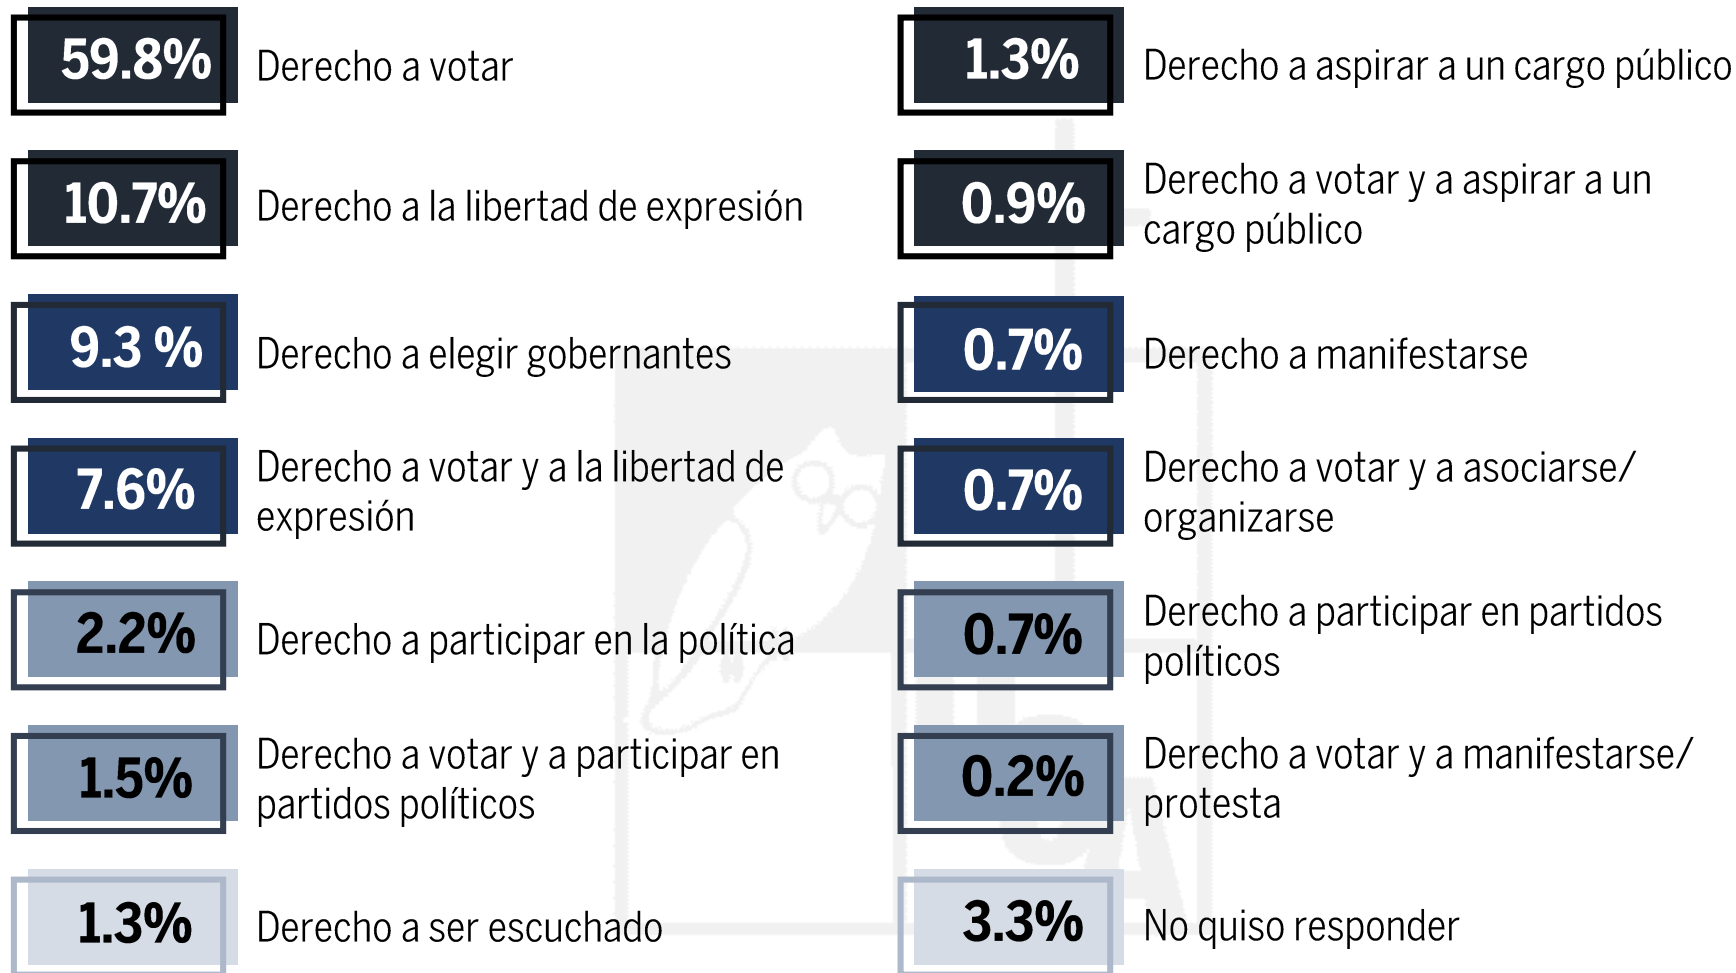 59.8%
Derecho a votar
10.7%
Derecho a la libertad de expresión
9.3 %
Derecho a elegir gobernantes
7.6%
Derecho a votar y a la libertad de
expresión
2.2%
Derecho a participar en la política
1.5%
Derecho a votar y a participar en
partidos políticos
1.3%
Derecho a ser escuchado
1.3%
Derecho a aspirar a un cargo público
0.9%
Derecho a votar y a aspirar a un
cargo público
0.7%
Derecho a manifestarse
0.7%
Derecho a votar y a asociarse/
organizarse
0.7%
Derecho a participar en partidos
políticos
0.2%
Derecho a votar y a manifestarse/
protesta
3.3%
No quiso responder